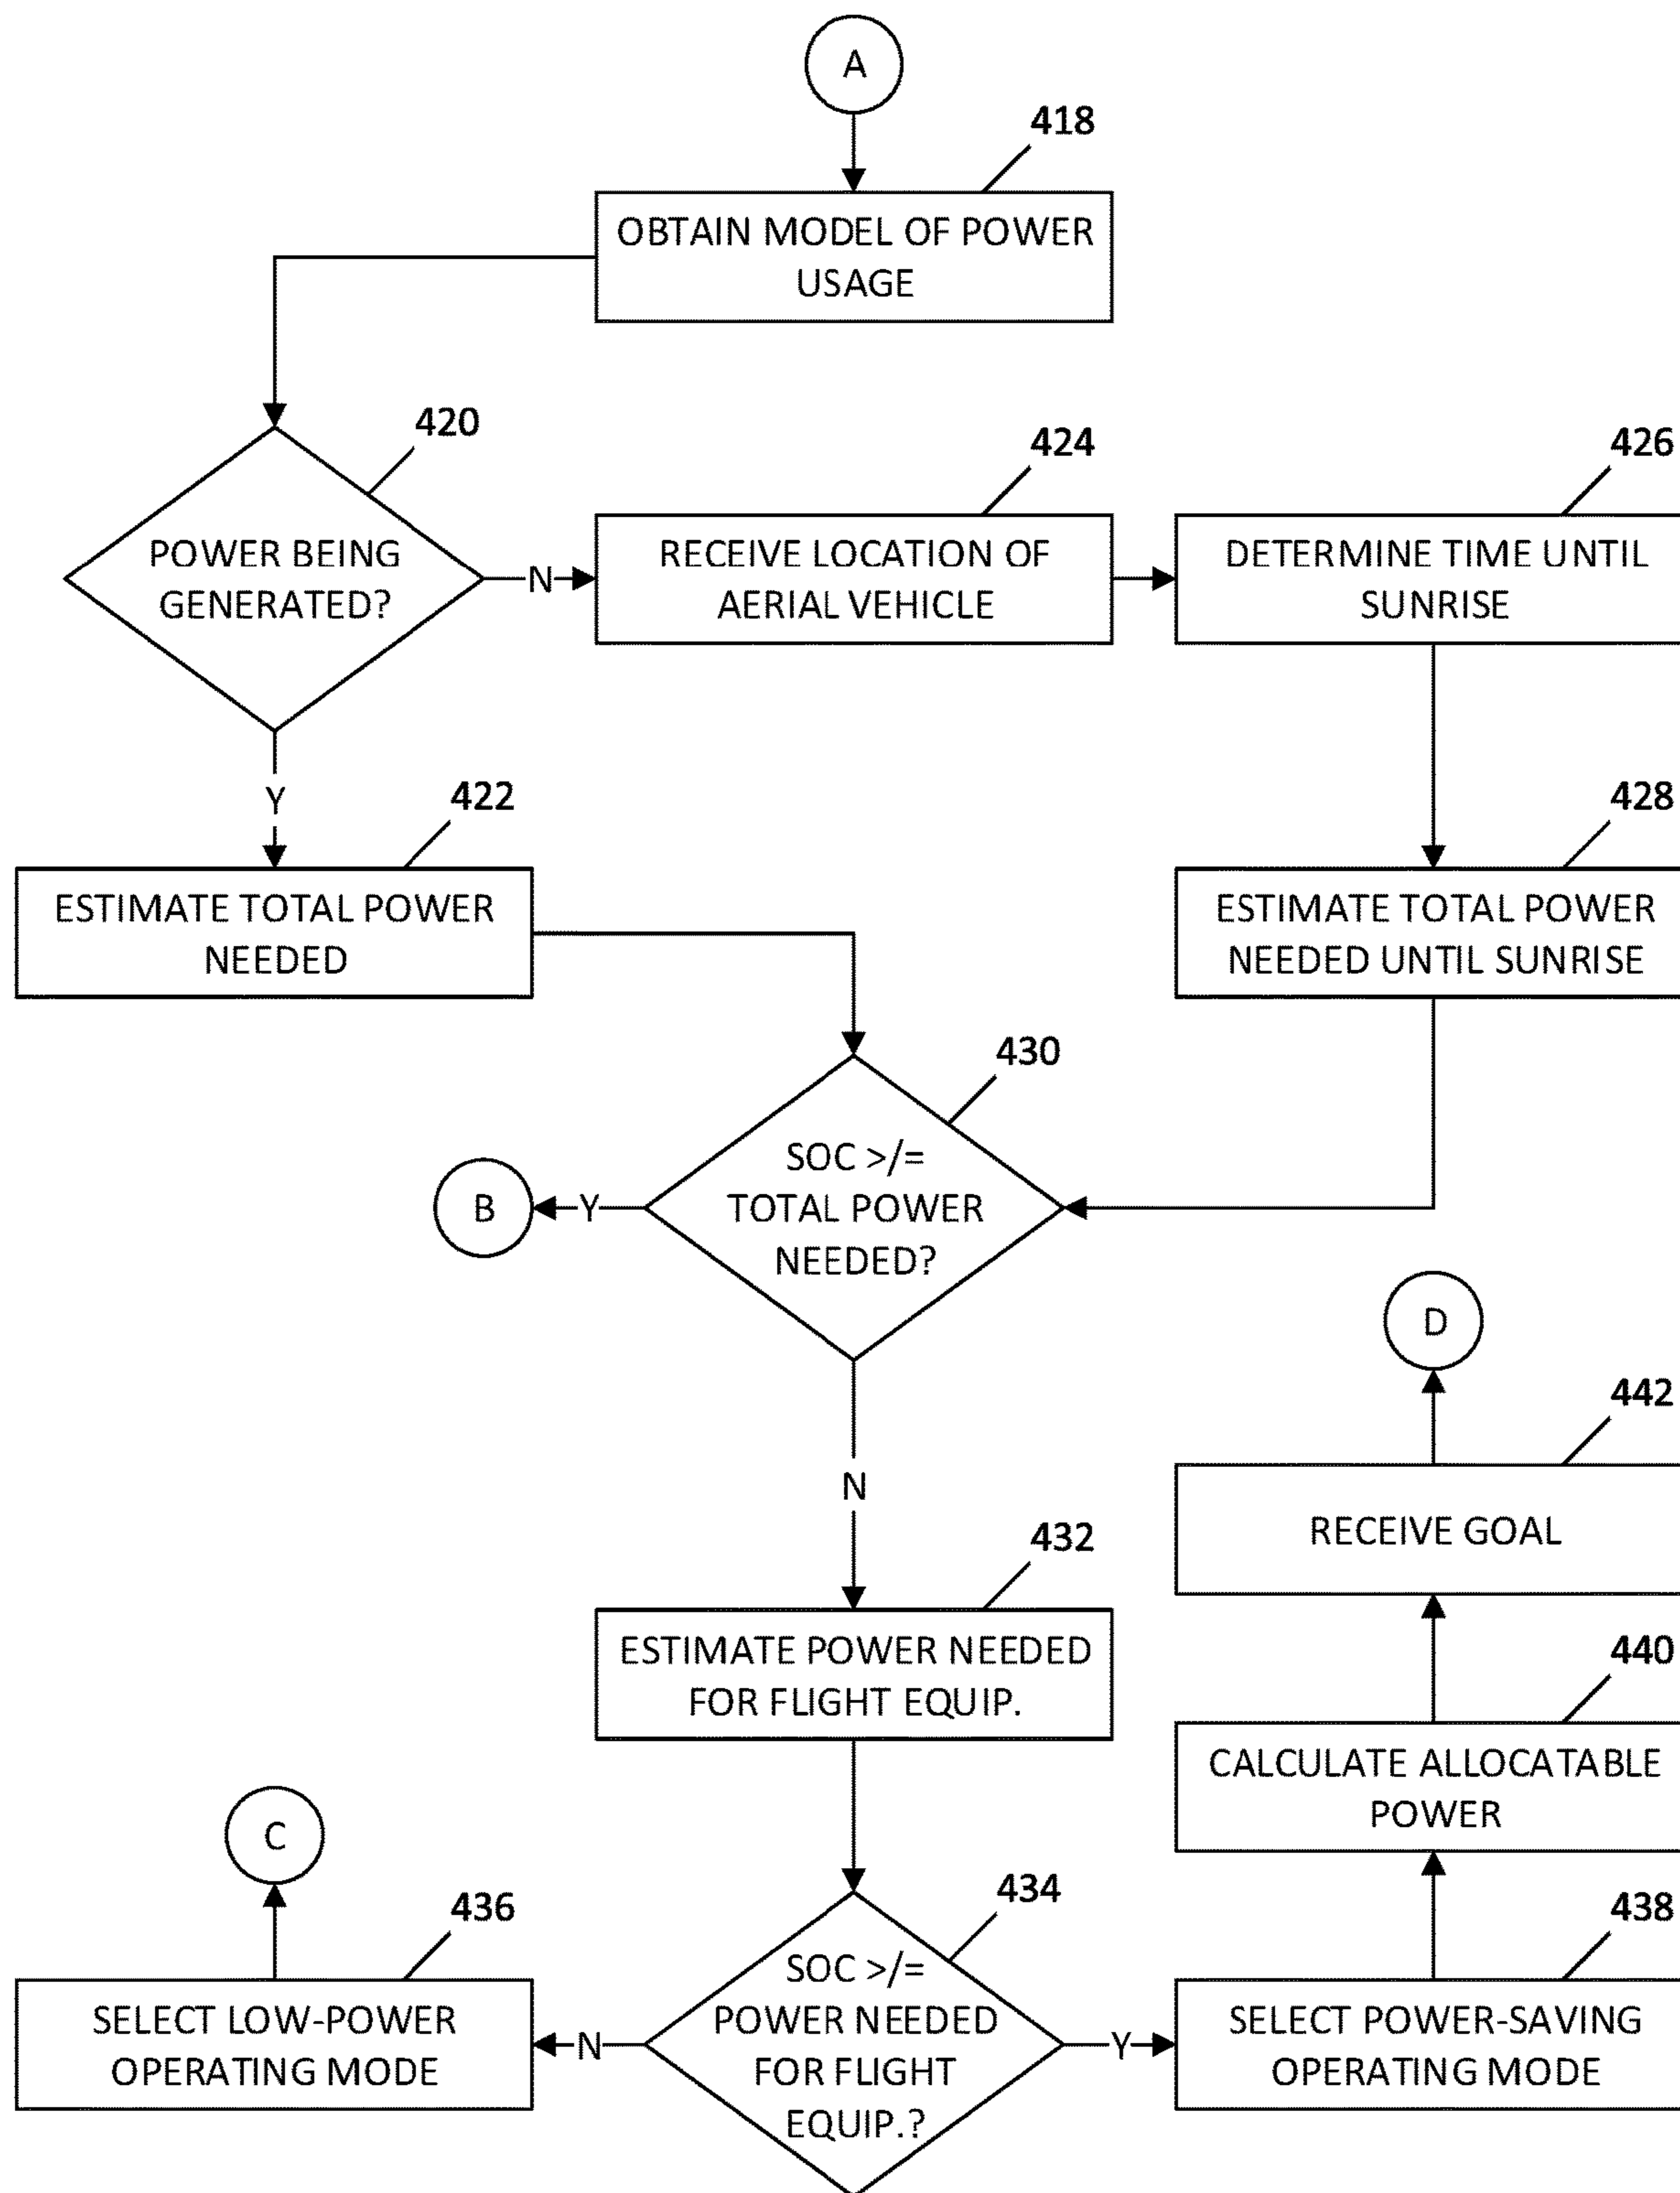 A
418
OBTAIN MODEL OF POWER
USAGE
420
POWER BEING
GENERATED?
N
424
RECEIVE LOCATION OF
AERIAL VEHICLE
426
DETERMINE TIME UNTIL
SUNRISE
Y
422
ESTIMATE TOTAL POWER
NEEDED
428
ESTIMATE TOTAL POWER
NEEDED UNTIL SUNRISE
430
SOC >/=
TOTAL POWER
NEEDED?
Y
B
N
432
ESTIMATE POWER NEEDED
FOR FLIGHT EQUIP.
434
SOC >/=
POWER NEEDED
FOR FLIGHT
EQUIP.?
N
436
SELECT LOW-POWER
OPERATING MODE
C
Y
438
SELECT POWER-SAVING
OPERATING MODE
440
CALCULATE ALLOCATABLE
POWER
442
RECEIVE GOAL
D